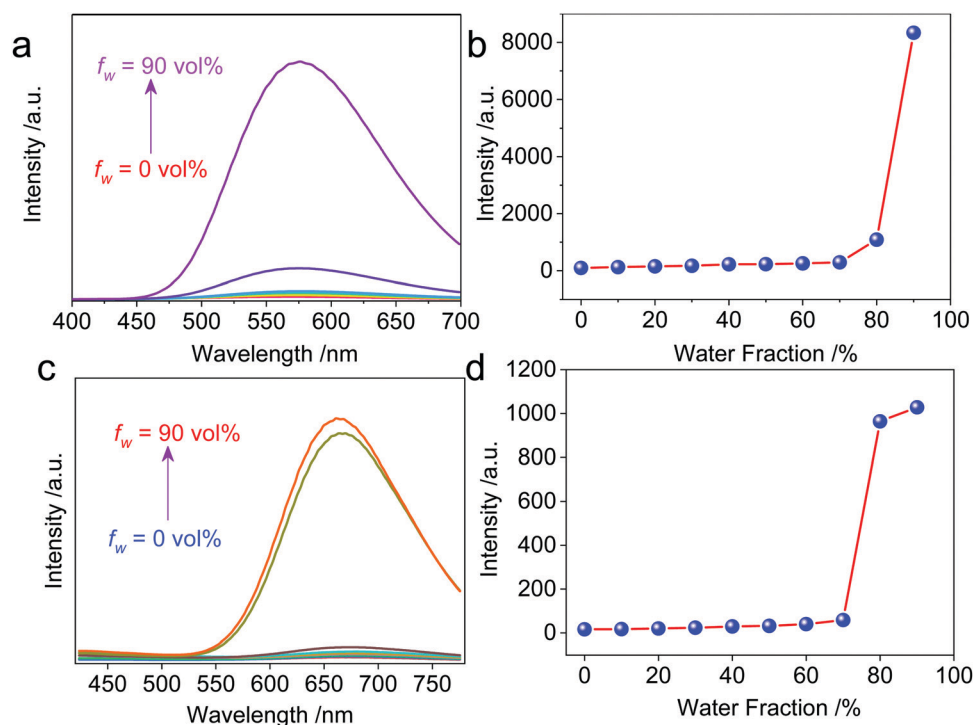 a
f_w = 90 vol%
f_w = 0 vol%
Intensity /a.u.
400 450 500 550 600 650 700
Wavelength /nm
b
8000
6000
4000
2000
0
Intensity /a.u.
0 20 40 60 80 100
Water Fraction /%
c
f_w = 90 vol%
f_w = 0 vol%
Intensity /a.u.
450 500 550 600 650 700 750
Wavelength /nm
d
1200
1000
800
600
400
200
0
Intensity /a.u.
0 20 40 60 80 100
Water Fraction /%